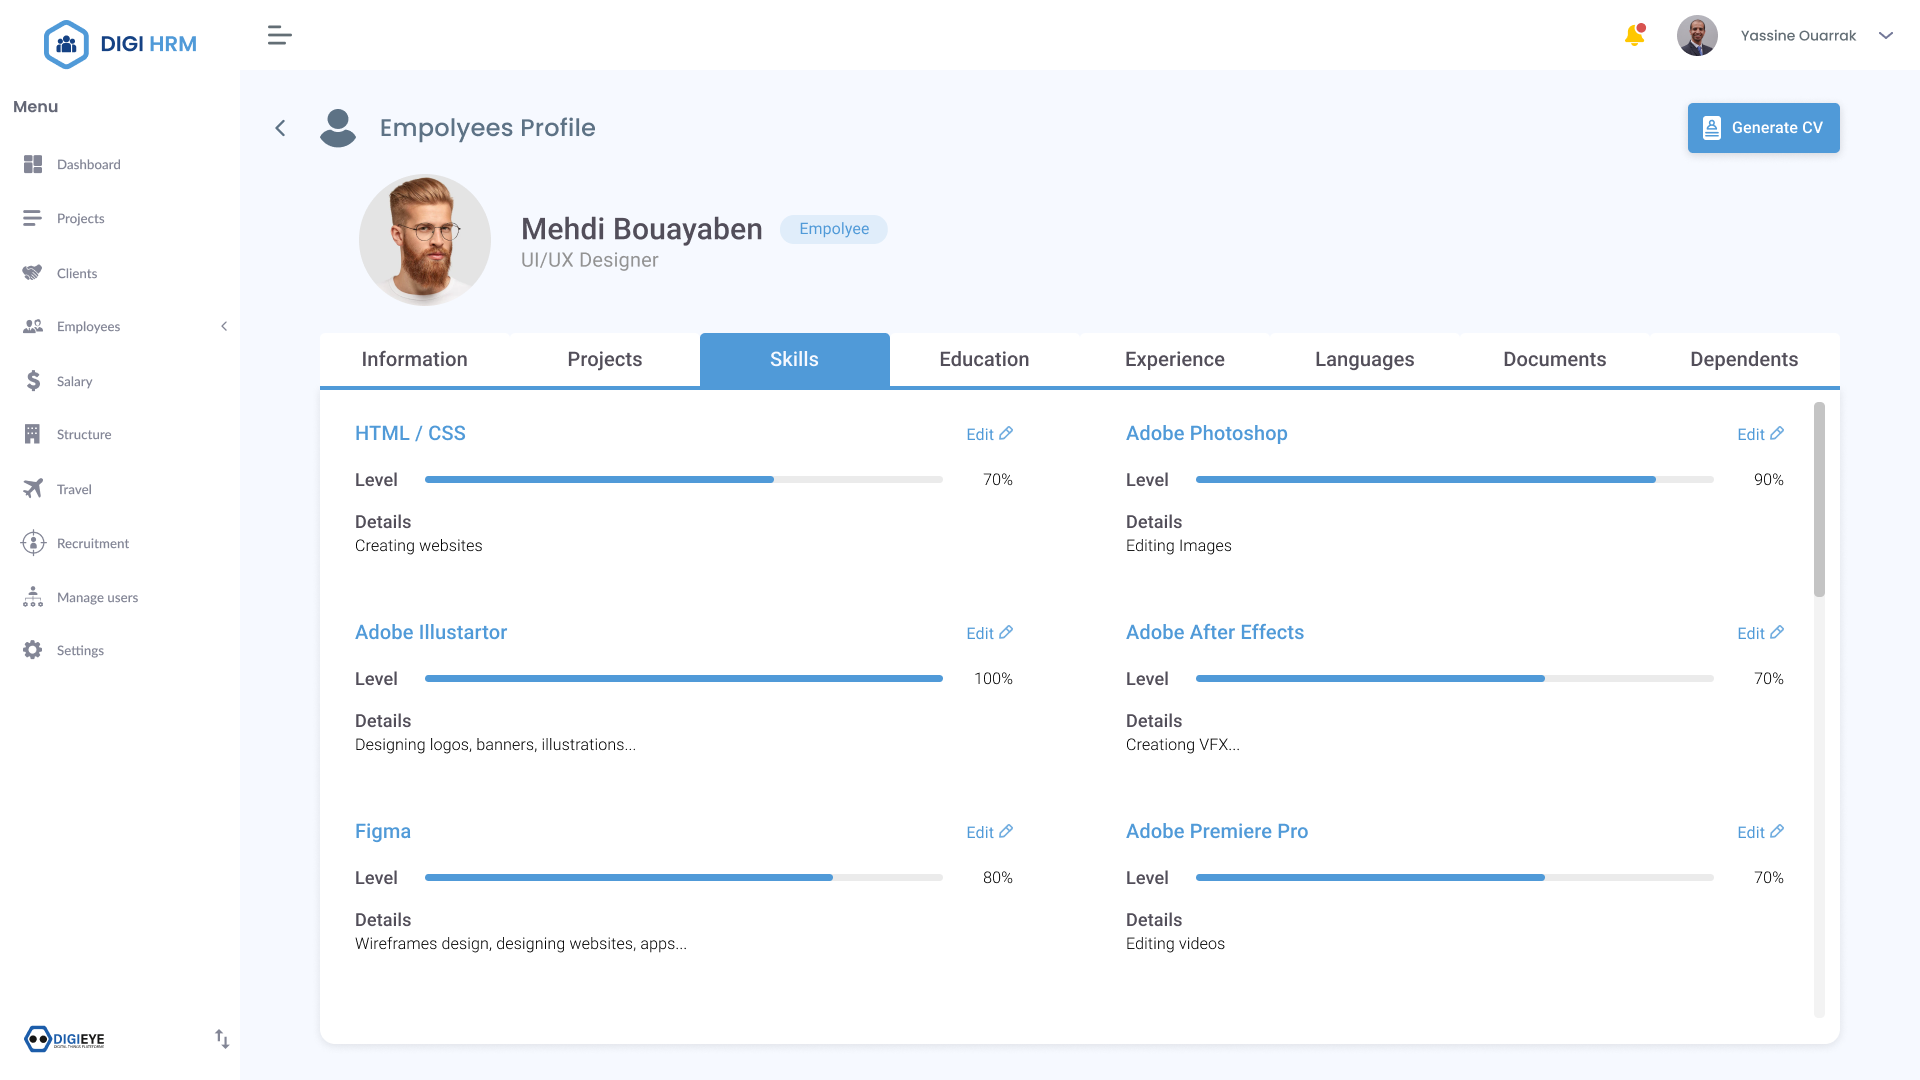 DIGI HRM
Yassine Ouarrak
Menu
Dashboard
Projects
Clients
Employees
Salary
Structure
Travel
Recruitment
Manage users
Settings
DIGIEYE
Empolyees Profile
Generate CV
Mehdi Bouayaben
Empolyee
UI/UX Designer
Information Projects Skills Education Experience Languages Documents Dependents
HTML / CSS
Edit
Level
70%
Details
Creating websites
Adobe Photoshop
Edit
Level
90%
Details
Editing Images
Adobe Illustartor
Edit
Level
100%
Details
Designing logos, banners, illustrations...
Adobe After Effects
Edit
Level
70%
Details
Creationg VFX...
Figma
Edit
Level
80%
Details
Wireframes design, designing websites, apps...
Adobe Premiere Pro
Edit
Level
70%
Details
Editing videos